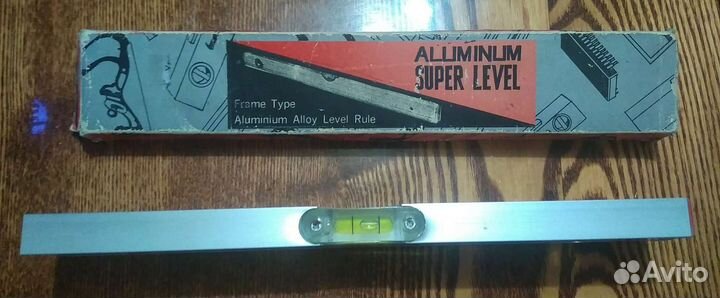 ALUMINUM
SUPER LEVEL
Frame Type
Aluminium Alloy Level Rule
Avito